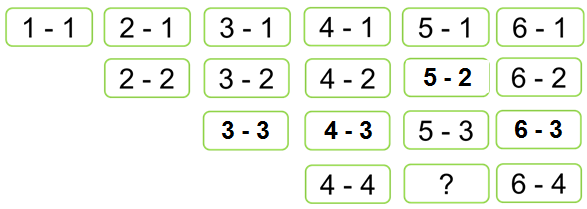 1 - 1 2 - 1 3 - 1 4 - 1 5 - 1 6 - 1
2 - 2 3 - 2 4 - 2 5 - 2 6 - 2
3 - 3 4 - 3 5 - 3 6 - 3
4 - 4 ? 6 - 4